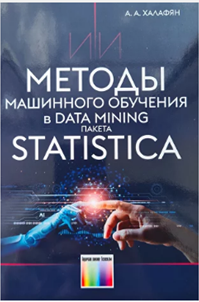 А. А. ХАЛАФЯН
МЕТОДЫ
МАШИННОГО ОБУЧЕНИЯ
в DATA MINING
ПАКЕТА
STATISTICA